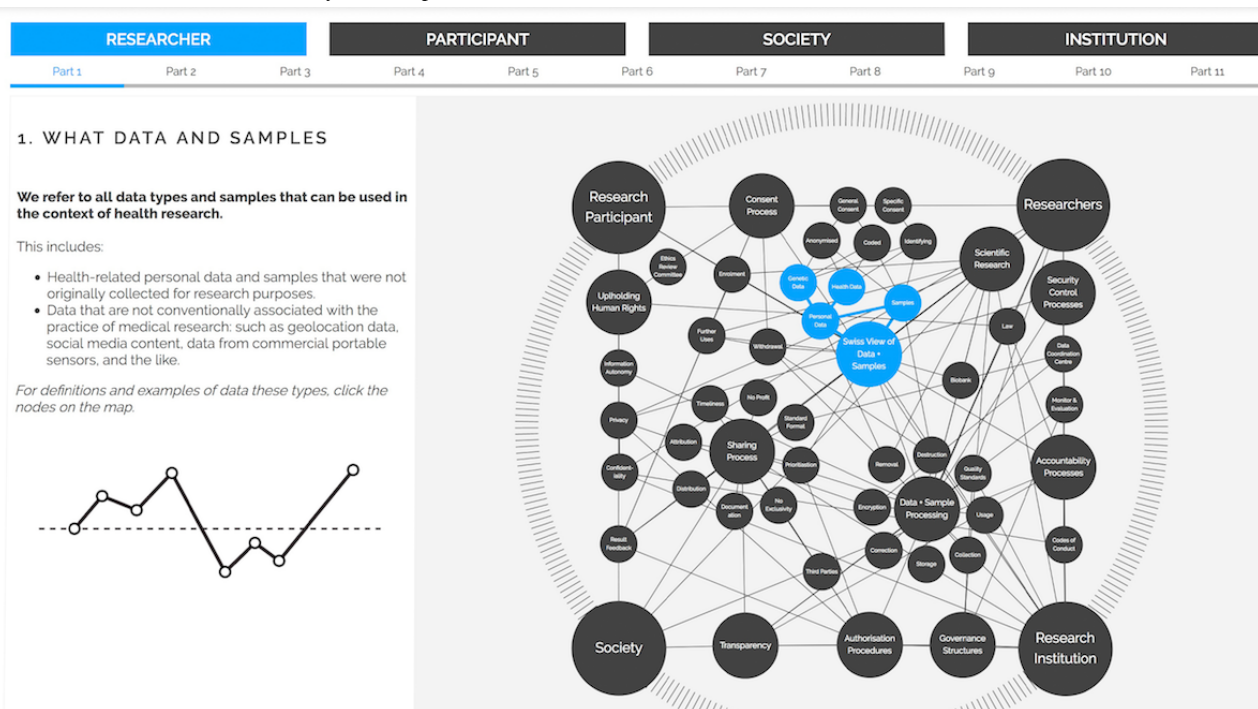 RESEARCHER
PARTICIPANT
SOCIETY
INSTITUTION
Part 1
Part 2
Part 3
Part 4
Part 5
Part 6
Part 7
Part 8
Part 9
Part 10
Part 11
1. WHAT DATA AND SAMPLES
We refer to all data types and samples that can be used in
the context of health research.
This includes:
Health-related personal data and samples that were not
originally collected for research purposes.
Data that are not conventionally associated with the
practice of medical research: such as geolocation data,
social media content, data from commercial portable
sensors, and the like.
For definitions and examples of data these types, click the
nodes on the map.
Research
Participant
Consent
Process
General
Consent
Specific
Consent
Researchers
Anonymised
Coded
Identifying
Scientific
Research
Ethics
Review
Committee
Enrolment
Genetic
Data
Health Data
Samples
Security
Control
Processes
Uplholding
Human Rights
Personal
Data
Law
Further
Uses
Withdrawal
Swiss View of
Data +
Samples
Data
Coordination
Centre
Information
Autonomy
Biobank
Timeliness
No Profit
Monitor &
Evaluation
Privacy
Standard
Format
Attribution
Sharing
Process
Prioritisation
Removal
Destruction
Quality
Standards
Accountability
Processes
Confident-
iality
Distribution
Document
ation
No
Exclusivity
Encryption
Data + Sample
Processing
Usage
Result
Feedback
Correction
Storage
Collection
Codes of
Conduct
Third Parties
Society
Transparency
Authorisation
Procedures
Governance
Structures
Research
Institution